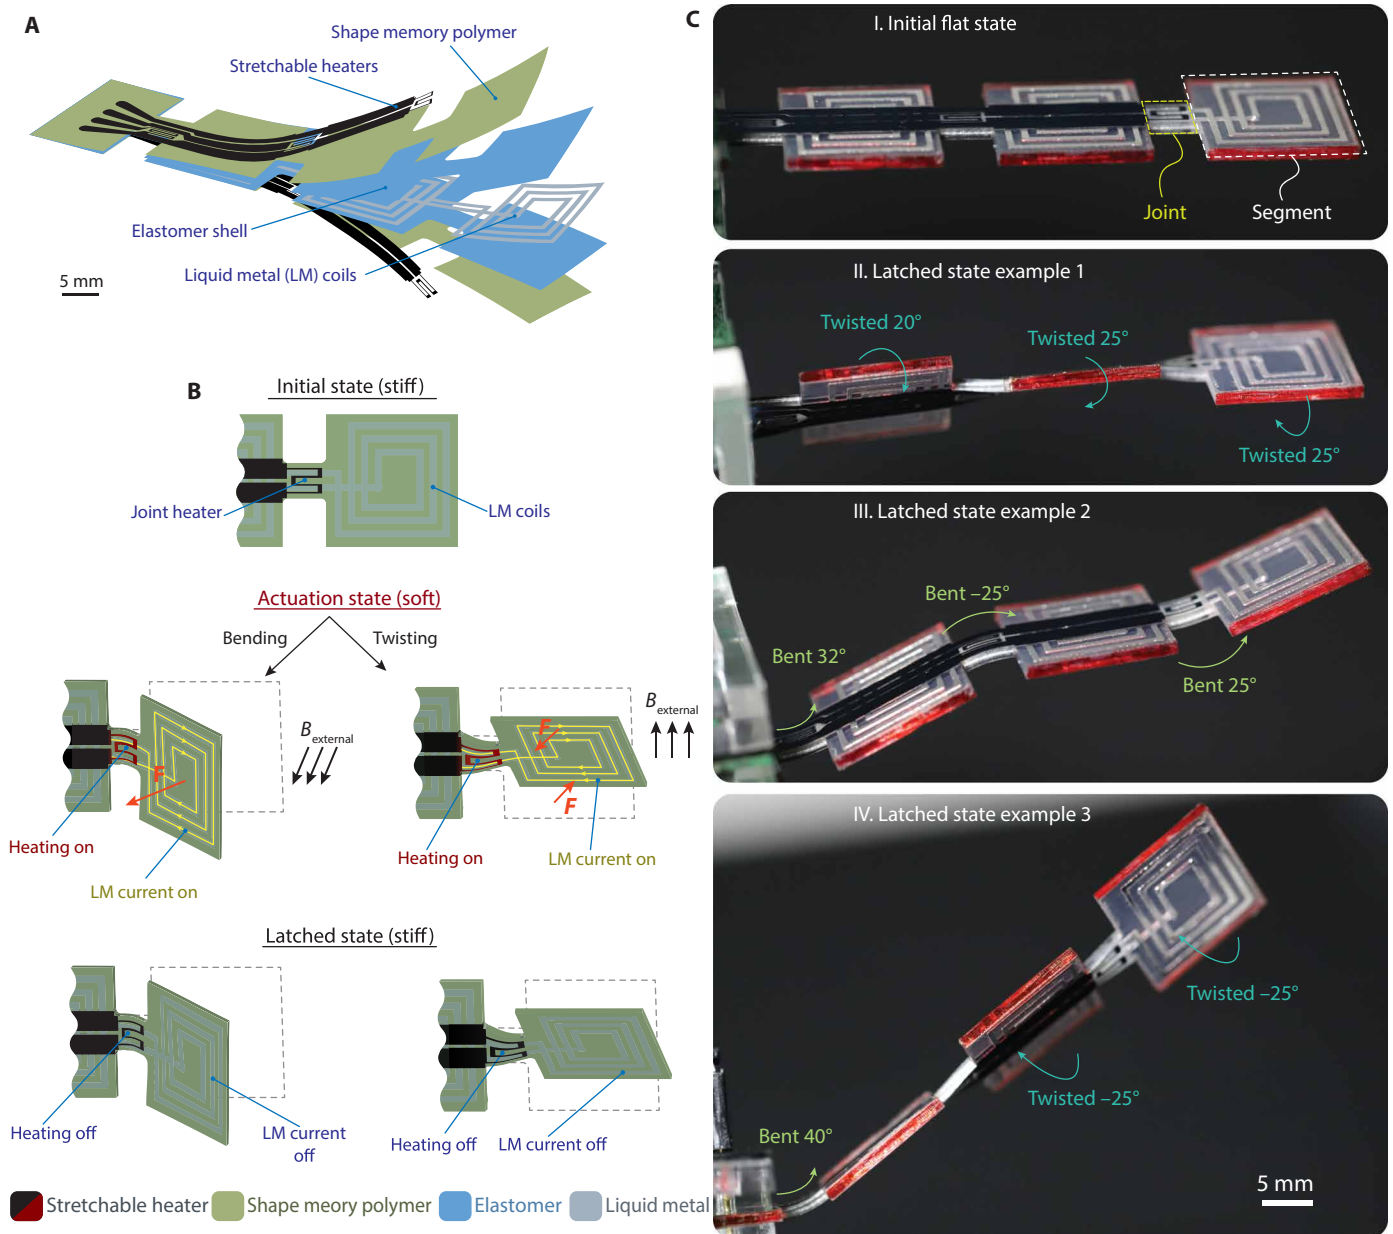 A
Shape memory polymer
Stretchable heaters
Elastomer shell
Liquid metal (LM) coils
5 mm
B
Initial state (stiff)
Joint heater
LM coils
Actuation state (soft)
Bending
Twisting
B external
F
Heating on
LM current on
B external
F
F
Heating on
LM current on
Latched state (stiff)
Heating off
LM current
off
Heating off
LM current off
Stretchable heater
Shape meory polymer
Elastomer
Liquid metal
C
I. Initial flat state
Joint
Segment
II. Latched state example 1
Twisted 20°
Twisted 25°
Twisted 25°
III. Latched state example 2
Bent –25°
Bent 32°
Bent 25°
IV. Latched state example 3
Twisted –25°
Twisted –25°
Bent 40°
5 mm